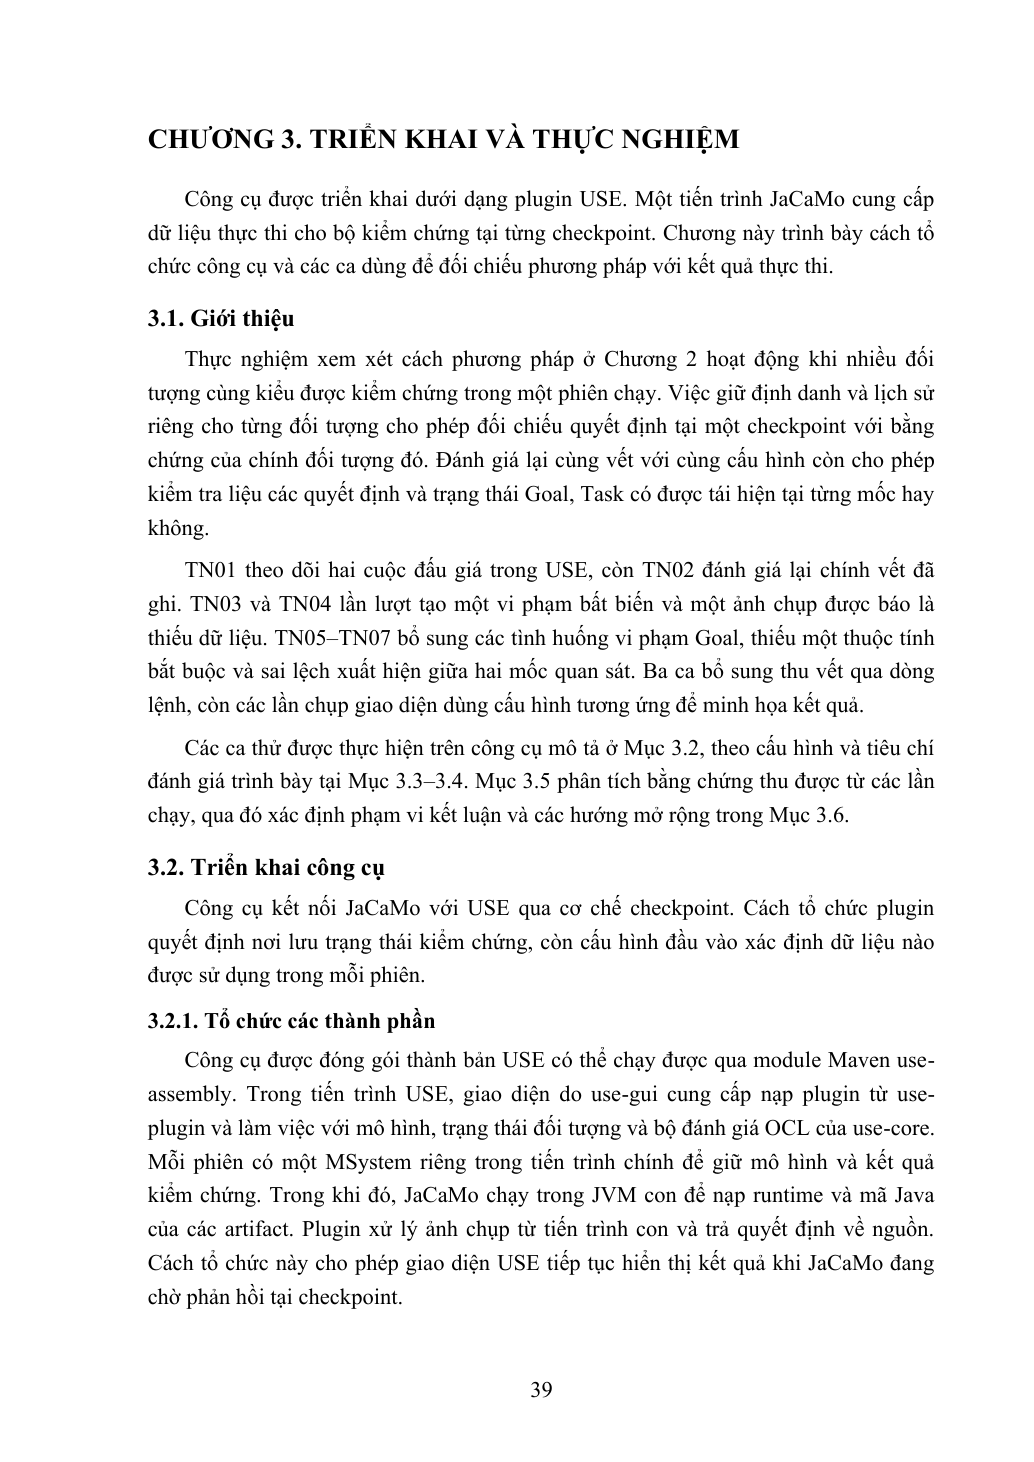 CHƯƠNG 3. TRIỂN KHAI VÀ THỰC NGHIỆM
Công cụ được triển khai dưới dạng plugin USE. Một tiến trình JaCaMo cung cấp
dữ liệu thực thi cho bộ kiểm chứng tại từng checkpoint. Chương này trình bày cách tổ
chức công cụ và các ca dùng để đối chiếu phương pháp với kết quả thực thi.
3.1. Giới thiệu
Thực nghiệm xem xét cách phương pháp ở Chương 2 hoạt động khi nhiều đối
tượng cùng kiểu được kiểm chứng trong một phiên chạy. Việc giữ định danh và lịch sử
riêng cho từng đối tượng cho phép đối chiếu quyết định tại một checkpoint với bằng
chứng của chính đối tượng đó. Đánh giá lại cùng vết với cùng cấu hình còn cho phép
kiểm tra liệu các quyết định và trạng thái Goal, Task có được tái hiện tại từng mốc hay
không.
TN01 theo dõi hai cuộc đấu giá trong USE, còn TN02 đánh giá lại chính vết đã
ghi. TN03 và TN04 lần lượt tạo một vi phạm bất biến và một ảnh chụp được báo là
thiếu dữ liệu. TN05–TN07 bổ sung các tình huống vi phạm Goal, thiếu một thuộc tính
bắt buộc và sai lệch xuất hiện giữa hai mốc quan sát. Ba ca bổ sung thu vết qua dòng
lệnh, còn các lần chụp giao diện dùng cấu hình tương ứng để minh họa kết quả.
Các ca thử được thực hiện trên công cụ mô tả ở Mục 3.2, theo cấu hình và tiêu chí
đánh giá trình bày tại Mục 3.3–3.4. Mục 3.5 phân tích bằng chứng thu được từ các lần
chạy, qua đó xác định phạm vi kết luận và các hướng mở rộng trong Mục 3.6.
3.2. Triển khai công cụ
Công cụ kết nối JaCaMo với USE qua cơ chế checkpoint. Cách tổ chức plugin
quyết định nơi lưu trạng thái kiểm chứng, còn cấu hình đầu vào xác định dữ liệu nào
được sử dụng trong mỗi phiên.
3.2.1. Tổ chức các thành phần
Công cụ được đóng gói thành bản USE có thể chạy được qua module Maven use-
assembly. Trong tiến trình USE, giao diện do use-gui cung cấp nạp plugin từ use-
plugin và làm việc với mô hình, trạng thái đối tượng và bộ đánh giá OCL của use-core.
Mỗi phiên có một MSystem riêng trong tiến trình chính để giữ mô hình và kết quả
kiểm chứng. Trong khi đó, JaCaMo chạy trong JVM con để nạp runtime và mã Java
của các artifact. Plugin xử lý ảnh chụp từ tiến trình con và trả quyết định về nguồn.
Cách tổ chức này cho phép giao diện USE tiếp tục hiển thị kết quả khi JaCaMo đang
chờ phản hồi tại checkpoint.
39